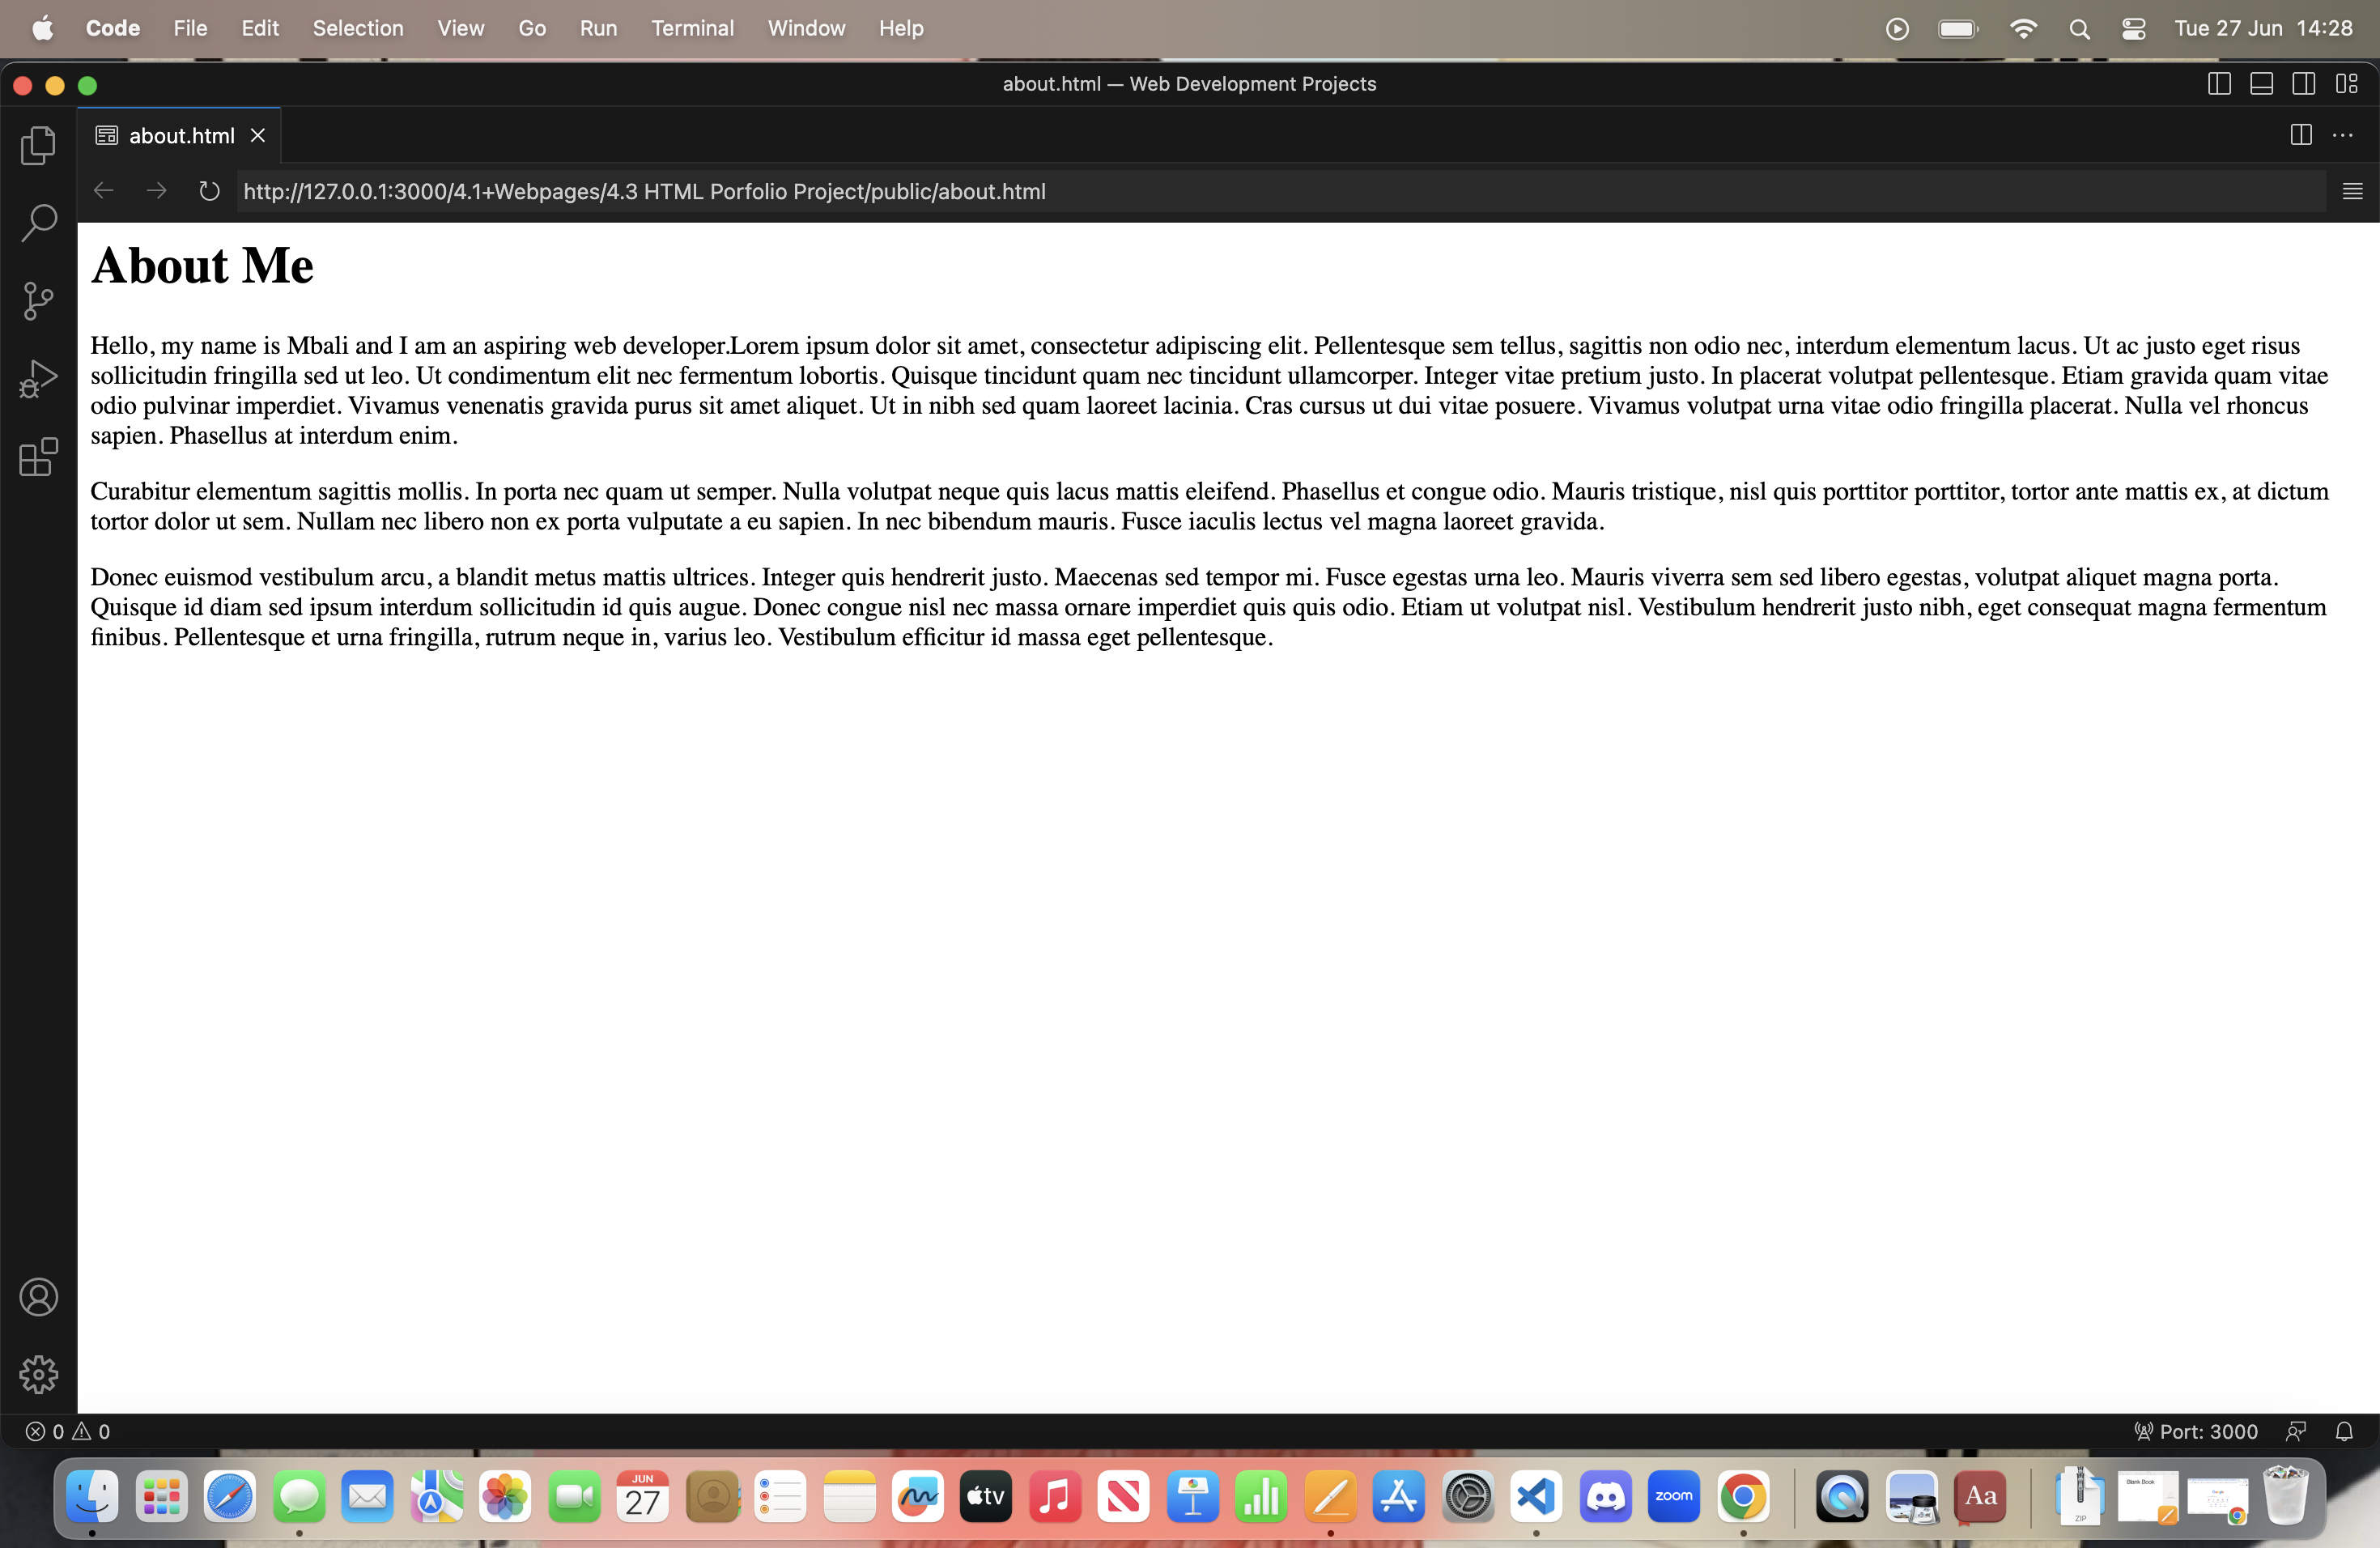 Code File Edit Selection View Go Run Terminal Window Help Tue 27 Jun 14:28
about.html — Web Development Projects
about.html
http://127.0.0.1:3000/4.1+Webpages/4.3 HTML Porfolio Project/public/about.html
About Me
Hello, my name is Mbali and I am an aspiring web developer.Lorem ipsum dolor sit amet, consectetur adipiscing elit. Pellentesque sem tellus, sagittis non odio nec, interdum elementum lacus. Ut ac justo eget risus
sollicitudin fringilla sed ut leo. Ut condimentum elit nec fermentum lobortis. Quisque tincidunt quam nec tincidunt ullamcorper. Integer vitae pretium justo. In placerat volutpat pellentesque. Etiam gravida quam vitae
odio pulvinar imperdiet. Vivamus venenatis gravida purus sit amet aliquet. Ut in nibh sed quam laoreet lacinia. Cras cursus ut dui vitae posuere. Vivamus volutpat urna vitae odio fringilla placerat. Nulla vel rhoncus
sapien. Phasellus at interdum enim.
Curabitur elementum sagittis mollis. In porta nec quam ut semper. Nulla volutpat neque quis lacus mattis eleifend. Phasellus et congue odio. Mauris tristique, nisl quis porttitor porttitor, tortor ante mattis ex, at dictum
tortor dolor ut sem. Nullam nec libero non ex porta vulputate a eu sapien. In nec bibendum mauris. Fusce iaculis lectus vel magna laoreet gravida.
Donec euismod vestibulum arcu, a blandit metus mattis ultrices. Integer quis hendrerit justo. Maecenas sed tempor mi. Fusce egestas urna leo. Mauris viverra sem sed libero egestas, volutpat aliquet magna porta.
Quisque id diam sed ipsum interdum sollicitudin id quis augue. Donec congue nisl nec massa ornare imperdiet quis quis odio. Etiam ut volutpat nisl. Vestibulum hendrerit justo nibh, eget consequat magna fermentum
finibus. Pellentesque et urna fringilla, rutrum neque in, varius leo. Vestibulum efficitur id massa eget pellentesque.
0 0 Port: 3000
JUN
27
tv
zoom
Aa
ZIP
Blank Book